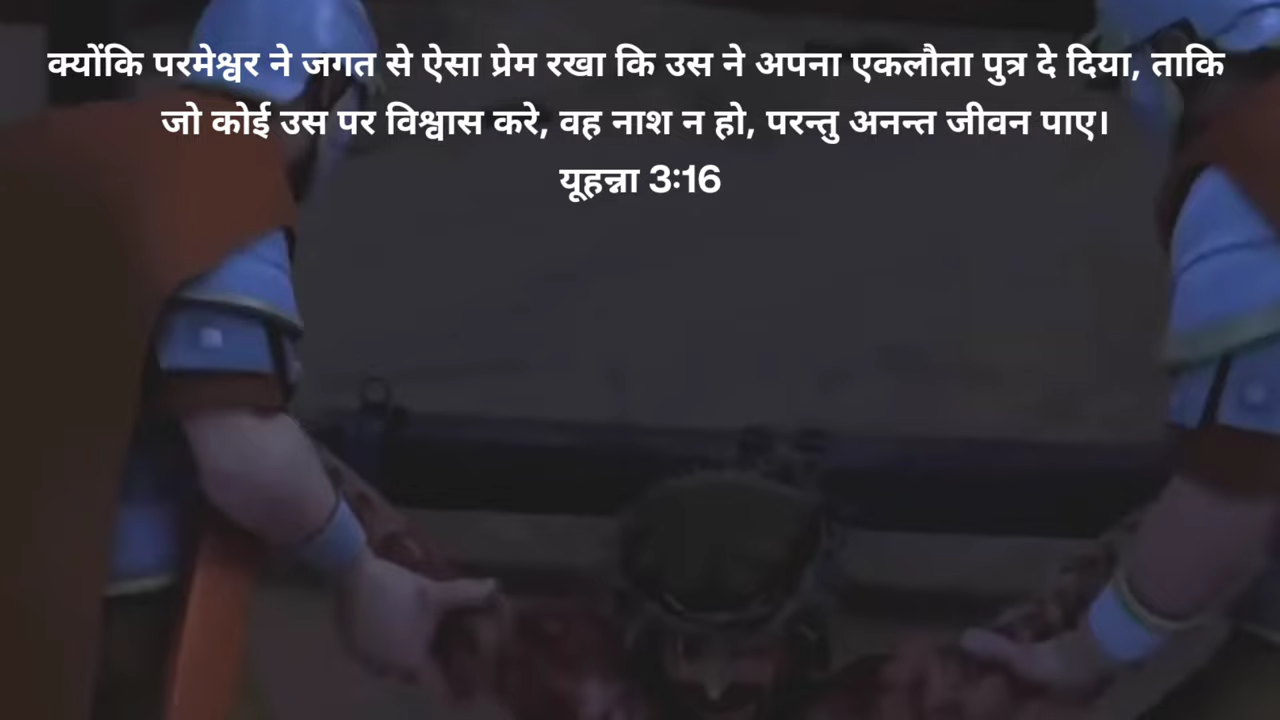 क्योंकि परमेश्वर ने जगत से ऐसा प्रेम रखा कि उस ने अपना एकलौता पुत्र दे दिया, ताकि
जो कोई उस पर विश्वास करे, वह नाश न हो, परन्तु अनन्त जीवन पाए।
यूहन्ना 3:16